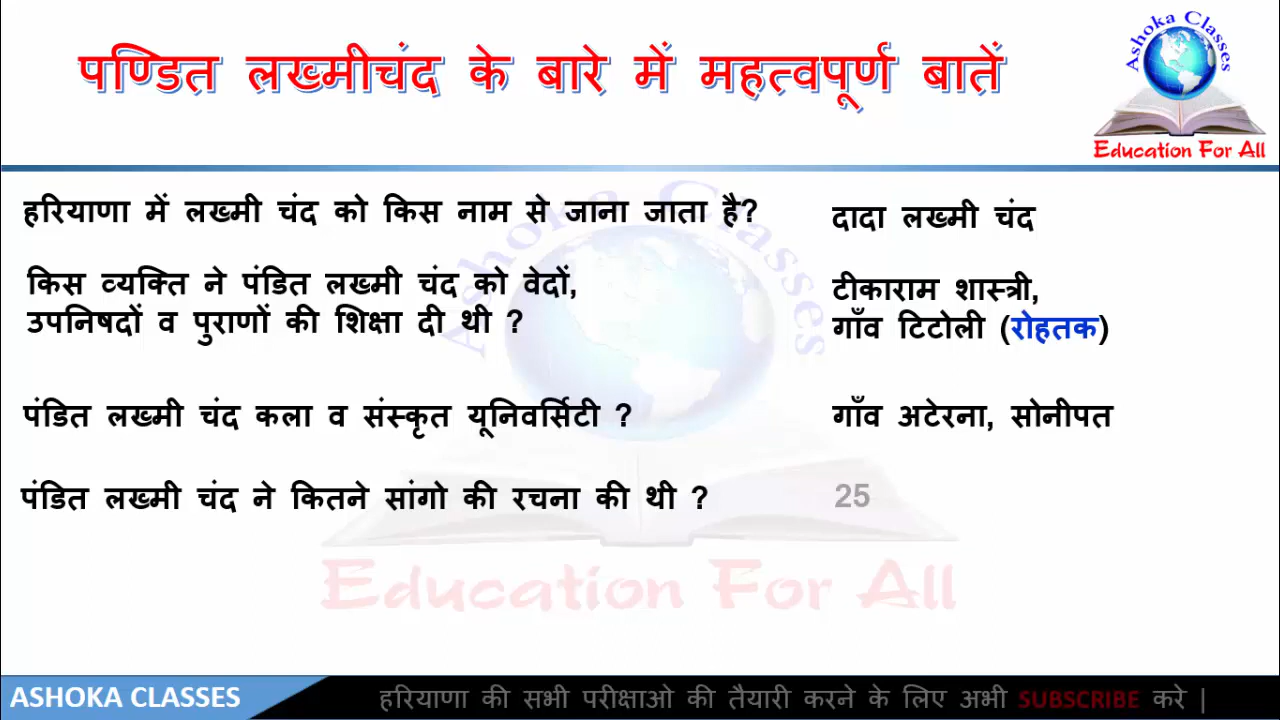 पण्डित लख्मीचंद के बारे में महत्वपूर्ण बातें
Ashoka Classes
Education For All
हरियाणा में लख्मी चंद को किस नाम से जाना जाता है?
दादा लख्मी चंद
किस व्यक्ति ने पंडित लख्मी चंद को वेदों,
उपनिषदों व पुराणों की शिक्षा दी थी ?
टीकाराम शास्त्री,
गाँव टिटोली (रोहतक)
पंडित लख्मी चंद कला व संस्कृत यूनिवर्सिटी ?
गाँव अटेरना, सोनीपत
पंडित लख्मी चंद ने कितने सांगो की रचना की थी ?
25
Ashoka Classes
Education For All
ASHOKA CLASSES
हरियाणा की सभी परीक्षाओ की तैयारी करने के लिए अभी SUBSCRIBE करे |